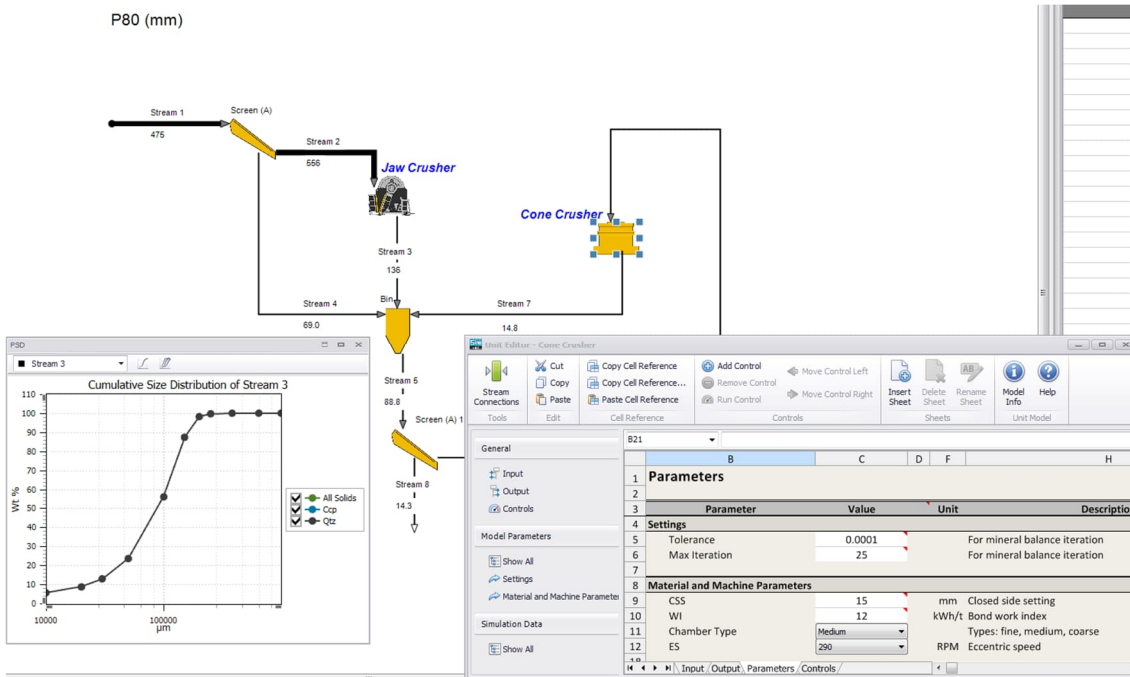 P80 (mm)
Stream 1
Screen (A)
475
Stream 2
556
Jaw Crusher
Cone Crusher
Stream 3
136
Bin
Stream 4
Stream 7
69.0
14.8
Stream 5
88.8
Screen (A) 1
Stream 8
14.3
PSD
Stream 3
Cumulative Size Distribution of Stream 3
110
100
90
80
70
60
50
40
30
20
10
0
Wt %
10000
100000
µm
All Solids
Ccp
Qtz
Unit Editor - Cone Crusher
Stream Connections
Tools
Cut
Copy
Paste
Edit
Copy Cell Reference
Copy Cell Reference...
Paste Cell Reference
Cell Reference
Add Control
Remove Control
Run Control
Move Control Left
Move Control Right
Controls
Insert Sheet
Delete Sheet
Rename Sheet
Sheets
Model Info
Help
Unit Model
General
Input
Output
Controls
Model Parameters
Show All
Settings
Material and Machine Paramete
Simulation Data
Show All
B21
B C D F H
1 Parameters
2
3 Parameter Value Unit Descriptio
4 Settings
5 Tolerance 0.0001 For mineral balance iteration
6 Max Iteration 25 For mineral balance iteration
7
8 Material and Machine Parameters
9 CSS 15 mm Closed side setting
10 WI 12 kWh/t Bond work index
11 Chamber Type Medium Types: fine, medium, coarse
12 ES 290 RPM Eccentric speed
Input Output Parameters Controls